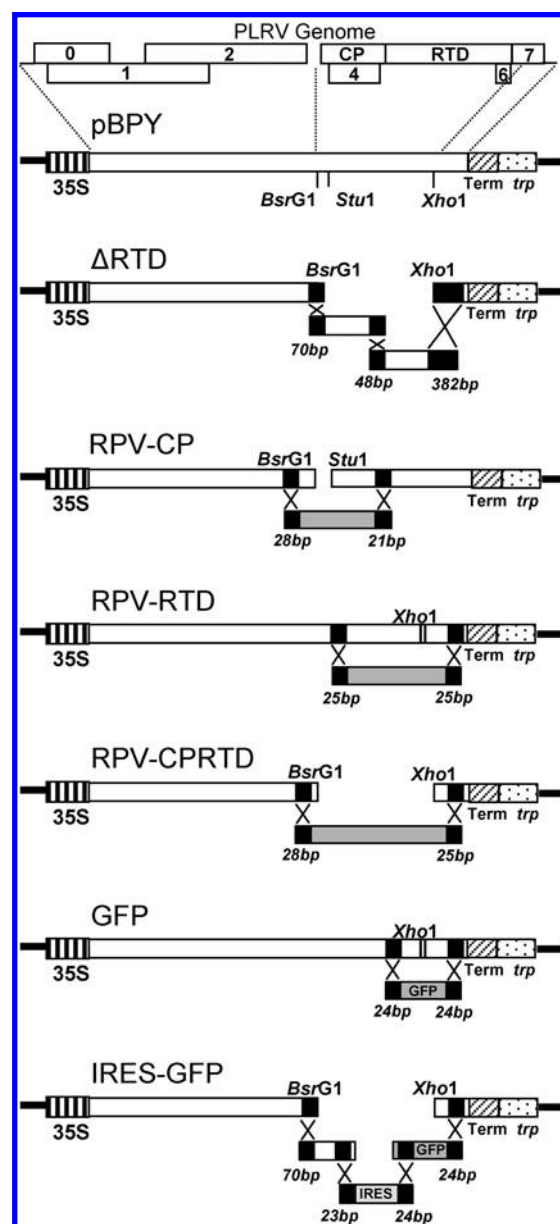 PLRV Genome
0 2 CP RTD 7
1 4 6
pBPY
35S Term trp
BsrG1 Stu1 Xho1
ΔRTD
BsrG1 Xho1
35S Term trp
70bp
48bp 382bp
RPV-CP
BsrG1 Stu1
35S Term trp
28bp 21bp
RPV-RTD
Xho1
35S Term trp
25bp 25bp
RPV-CPRTD
BsrG1 Xho1
35S Term trp
28bp 25bp
GFP
Xho1
35S Term trp
GFP
24bp 24bp
IRES-GFP
BsrG1 Xho1
35S Term trp
GFP
70bp 24bp
IRES
23bp 24bp